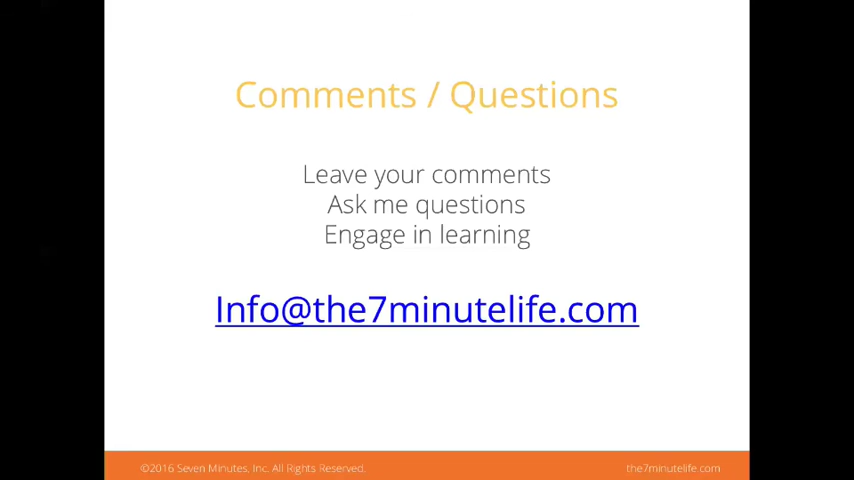 Comments / Questions
Leave your comments
Ask me questions
Engage in learning
Info@the7minutelife.com
©2016 Seven Minutes, Inc. All Rights Reserved.
the7minutelife.com